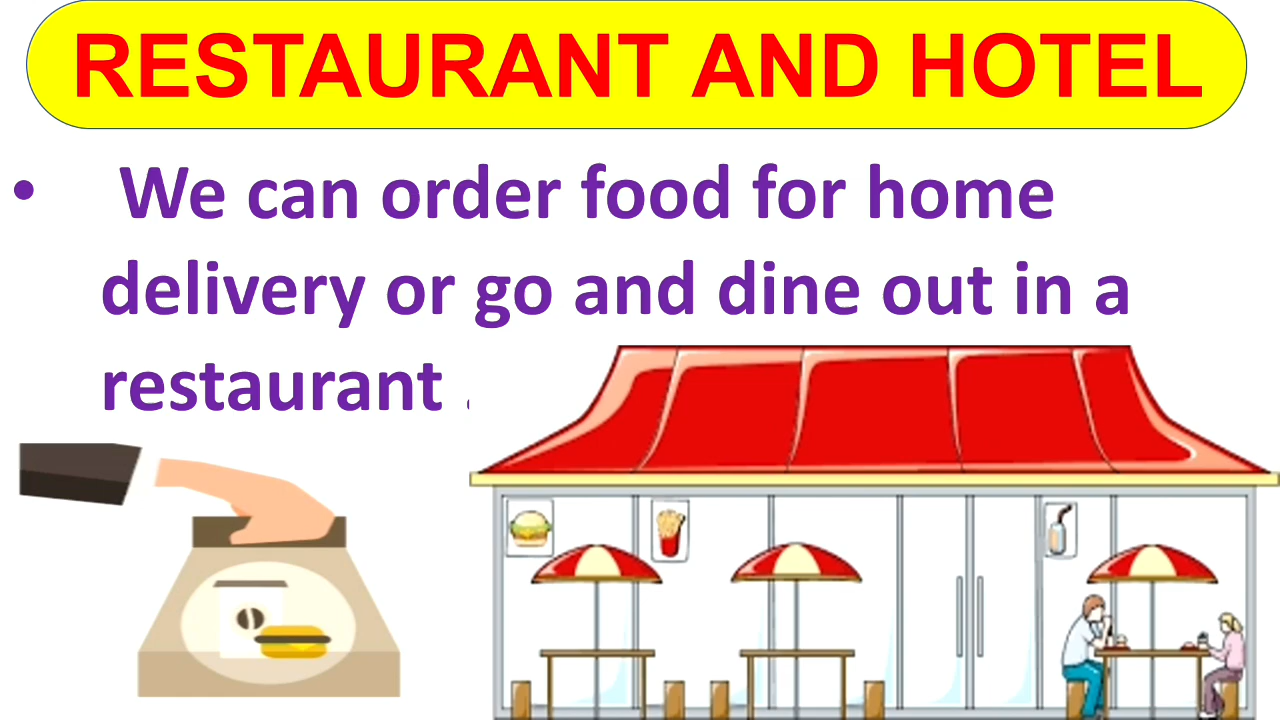 RESTAURANT AND HOTEL
• We can order food for home
delivery or go and dine out in a
restaurant .